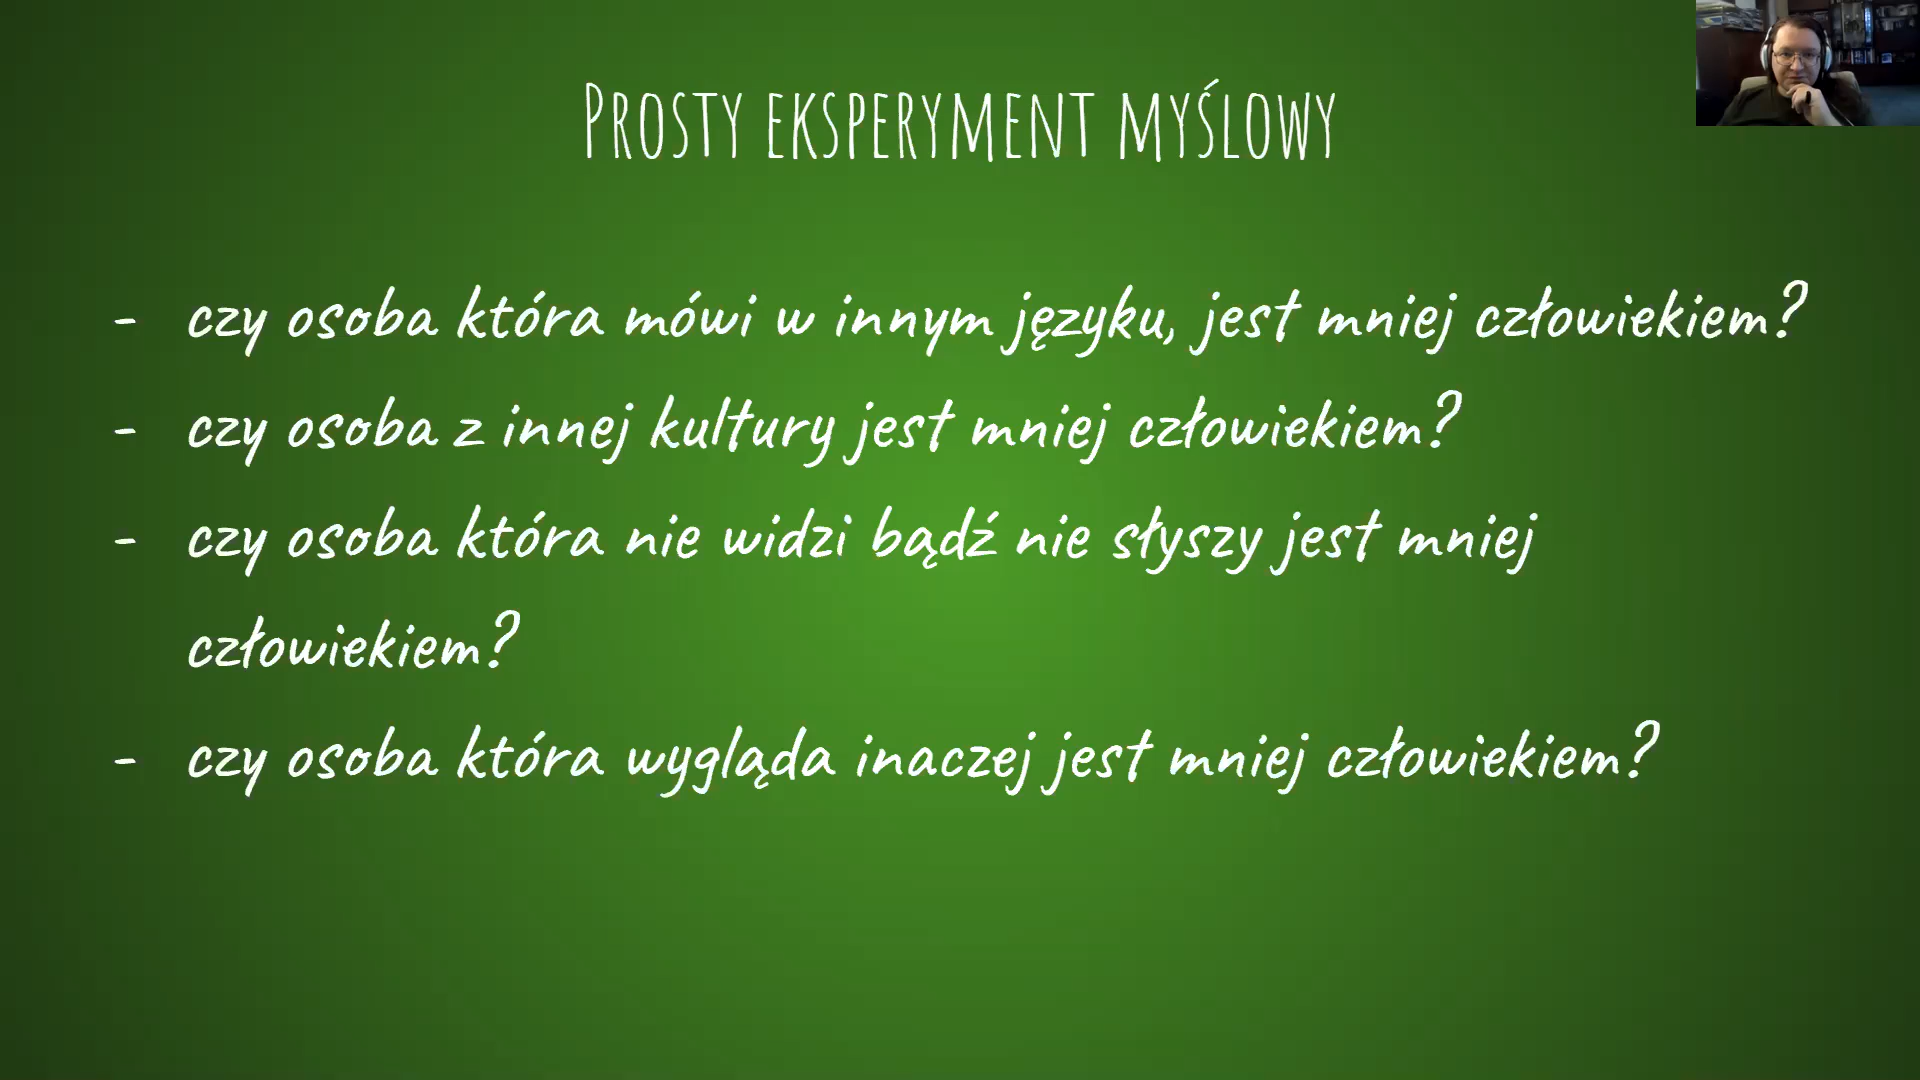 Prosty eksperyment myślowy
- czy osoba która mówi w innym języku, jest mniej człowiekiem?
- czy osoba z innej kultury jest mniej człowiekiem?
- czy osoba która nie widzi bądź nie słyszy jest mniej
człowiekiem?
- czy osoba która wygląda inaczej jest mniej człowiekiem?